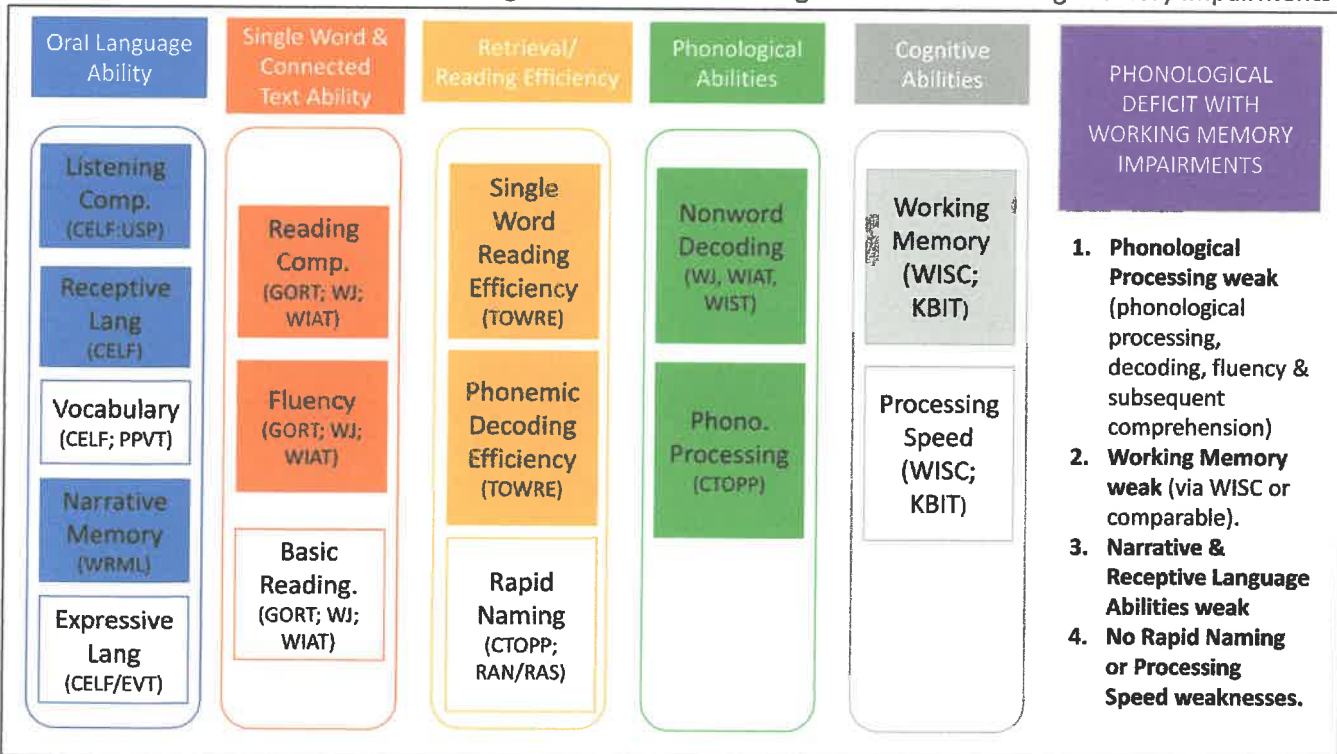 Memory Impairments
Oral Language
Ability
Listening
Comp.
(CELF:USP)
Receptive
Lang
(CELF)
Vocabulary
(CELF; PPVT)
Narrative
Memory
(WRML)
Expressive
Lang
(CELF/EVT)
Single Word &
Connected
Text Ability
Reading
Comp.
(GORT; WJ;
WIAT)
Fluency
(GORT; WJ;
WIAT)
Basic
Reading.
(GORT; WJ;
WIAT)
Retrieval/
Reading Efficiency
Single
Word
Reading
Efficiency
(TOWRE)
Phonemic
Decoding
Efficiency
(TOWRE)
Rapid
Naming
(CTOPP;
RAN/RAS)
Phonological
Abilities
Nonword
Decoding
(WJ, WIAT,
WIST)
Phono.
Processing
(CTOPP)
Cognitive
Abilities
Working
Memory
(WISC;
KBIT)
Processing
Speed
(WISC;
KBIT)
PHONOLOGICAL
DEFICIT WITH
WORKING MEMORY
IMPAIRMENTS
1. Phonological
Processing weak
(phonological
processing,
decoding, fluency &
subsequent
comprehension)
2. Working Memory
weak (via WISC or
comparable).
3. Narrative &
Receptive Language
Abilities weak
4. No Rapid Naming
or Processing
Speed weaknesses.